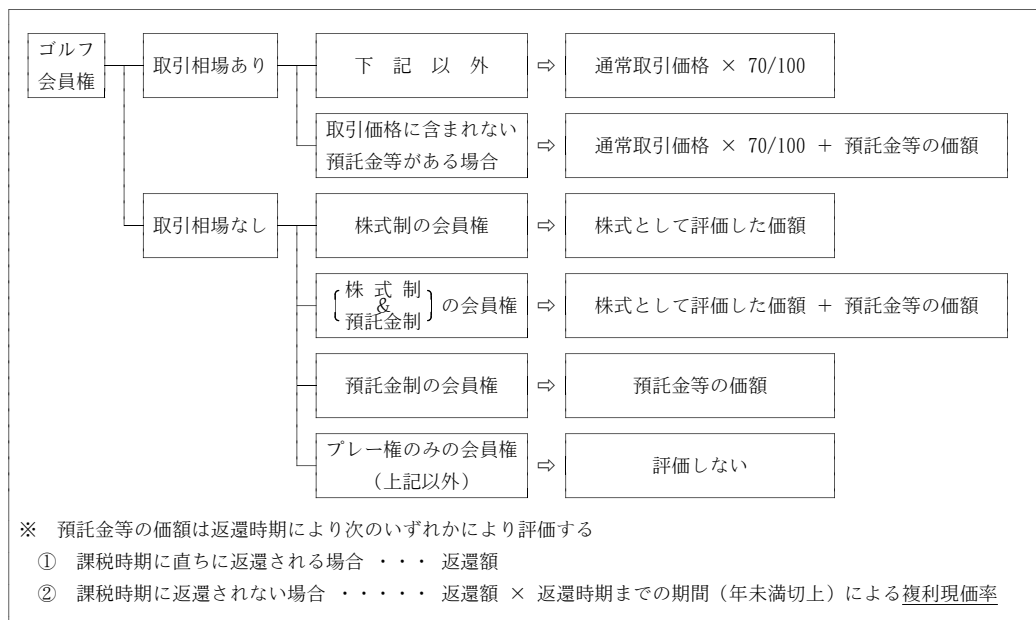 ゴルフ
会員権
取引相場あり
下 記 以 外
⇨
通常取引価格 × 70/100
取引価格に含まれない
預託金等がある場合
⇨
通常取引価格 × 70/100 + 預託金等の価額
取引相場なし
株式制の会員権
⇨
株式として評価した価額
株 式 制
&
預託金制
の会員権
⇨
株式として評価した価額 + 預託金等の価額
預託金制の会員権
⇨
預託金等の価額
プレー権のみの会員権
(上記以外)
⇨
評価しない
※ 預託金等の価額は返還時期により次のいずれかにより評価する
① 課税時期に直ちに返還される場合 ・・・ 返還額
② 課税時期に返還されない場合 ・・・・・ 返還額 × 返還時期までの期間(年未満切上)による複利現価率